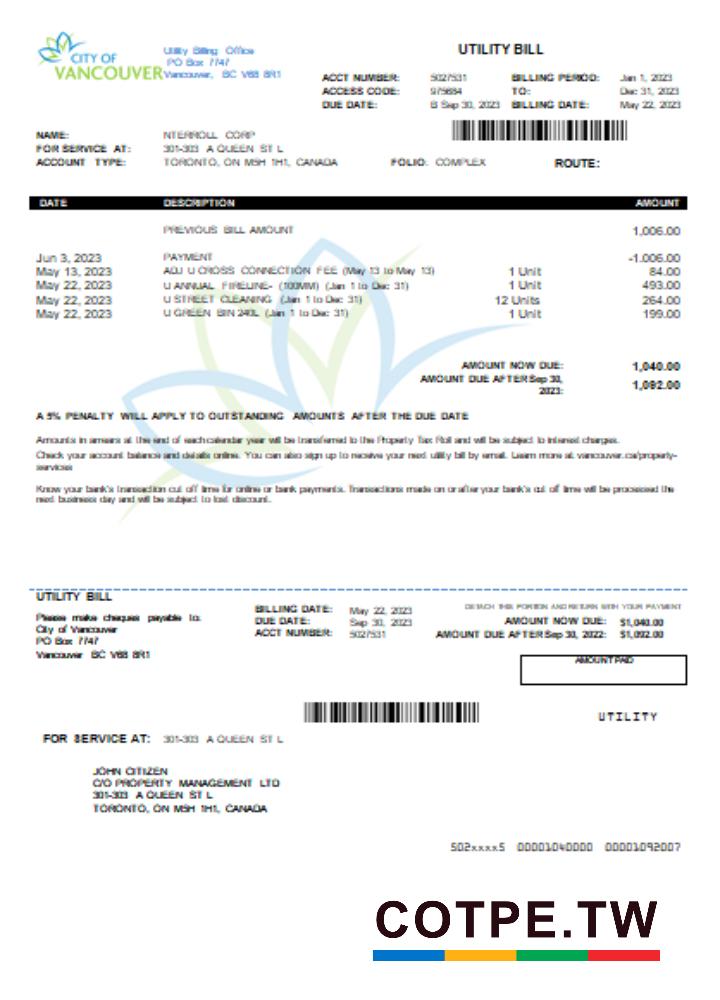 CITY OF
VANCOUVER
Utility Billing Office
PO Box 7747
Vancouver, BC V6B 8R1
UTILITY BILL
ACCT NUMBER: 5027531 BILLING PERIOD: Jan 1, 2023
ACCESS CODE: 975684 TO: Dec 31, 2023
DUE DATE: B Sep 30, 2023 BILLING DATE: May 22, 2023
NAME: NTERROLL CORP
FOR SERVICE AT: 301-303 A QUEEN ST L
ACCOUNT TYPE: TORONTO, ON M5H 1H1, CANADA FOLIO: COMPLEX ROUTE:
DATE DESCRIPTION AMOUNT
PREVIOUS BILL AMOUNT 1,006.00
Jun 3, 2023 PAYMENT -1.006.00
May 13, 2023 ADJ U CROSS CONNECTION FEE (May 13 to May 13) 1 Unit 84.00
May 22, 2023 U ANNUAL FIRELINE- (100MM) (Jan 1 to Dec 31) 1 Unit 493.00
May 22, 2023 U STREET CLEANING (Jan 1 to Dec 31) 12 Units 264.00
May 22, 2023 U GREEN BIN 240L (Jan 1 to Dec 31) 1 Unit 199.00
AMOUNT NOW DUE: 1,040.00
AMOUNT DUE AFTER Sep 30, 2023: 1,092.00
A 5% PENALTY WILL APPLY TO OUTSTANDING AMOUNTS AFTER THE DUE DATE
Amounts in arrears at the end of each calendar year will be transferred to the Property Tax Roll and will be subject to interest charges.
Check your account balance and details online. You can also sign up to receive your next utility bill by email. Learn more at vancouver.ca/property-
services
Know your bank's transaction cut off time for online or bank payments. Transactions made on or after your bank's cut of time will be processed the
next business day and will be subject to lost discount.
UTILITY BILL
Please make cheques payable to:
City of Vancouver
PO Box 7747
Vancouver BC V6B 8R1
BILLING DATE: May 22, 2023
DUE DATE: Sep 30, 2023
ACCT NUMBER: 5027531
DETACH THIS PORTION AND RETURN WITH YOUR PAYMENT
AMOUNT NOW DUE: $1,040.00
AMOUNT DUE AFTER Sep 30, 2022: $1,092.00
AMOUNT PAID
UTILITY
FOR SERVICE AT: 301-303 A QUEEN ST L
JOHN CITIZEN
C/O PROPERTY MANAGEMENT LTD
301-303 A QUEEN ST L
TORONTO, ON M5H 1H1, CANADA
502xxxx5 00001040000 00001092007
COTPE.TW